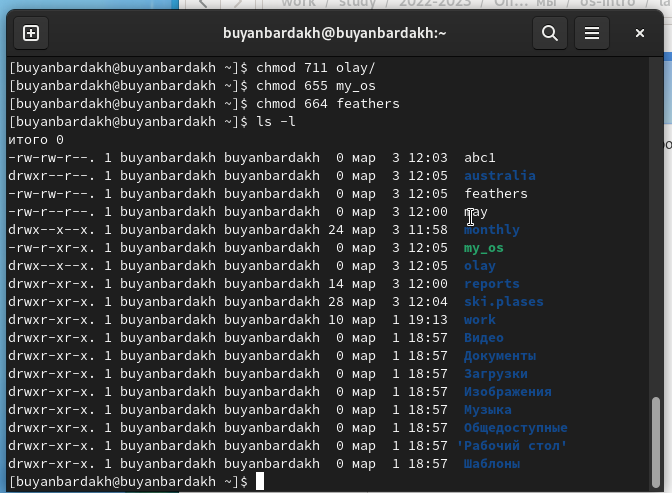 work / study / 2022-2023 / Оп... мы / os-intro /
buyanbardakh@buyanbardakh:~
[buyanbardakh@buyanbardakh ~]$ chmod 711 olay/
[buyanbardakh@buyanbardakh ~]$ chmod 655 my_os
[buyanbardakh@buyanbardakh ~]$ chmod 664 feathers
[buyanbardakh@buyanbardakh ~]$ ls -l
итого 0
-rw-rw-r--. 1 buyanbardakh buyanbardakh  0 мар  3 12:03  abc1
drwxr--r--. 1 buyanbardakh buyanbardakh  0 мар  3 12:05  australia
-rw-rw-r--. 1 buyanbardakh buyanbardakh  0 мар  3 12:05  feathers
-rw-r--r--. 1 buyanbardakh buyanbardakh  0 мар  3 12:00  may
drwx--x--x. 1 buyanbardakh buyanbardakh 24 мар  3 11:58  monthly
-rw-r-xr-x. 1 buyanbardakh buyanbardakh  0 мар  3 12:05  my_os
drwx--x--x. 1 buyanbardakh buyanbardakh  0 мар  3 12:05  olay
drwxr-xr-x. 1 buyanbardakh buyanbardakh 14 мар  3 12:00  reports
drwxr-xr-x. 1 buyanbardakh buyanbardakh 28 мар  3 12:04  ski.plases
drwxr-xr-x. 1 buyanbardakh buyanbardakh 10 мар  1 19:13  work
drwxr-xr-x. 1 buyanbardakh buyanbardakh  0 мар  1 18:57  Видео
drwxr-xr-x. 1 buyanbardakh buyanbardakh  0 мар  1 18:57  Документы
drwxr-xr-x. 1 buyanbardakh buyanbardakh  0 мар  1 18:57  Загрузки
drwxr-xr-x. 1 buyanbardakh buyanbardakh  0 мар  1 18:57  Изображения
drwxr-xr-x. 1 buyanbardakh buyanbardakh  0 мар  1 18:57  Музыка
drwxr-xr-x. 1 buyanbardakh buyanbardakh  0 мар  1 18:57  Общедоступные
drwxr-xr-x. 1 buyanbardakh buyanbardakh  0 мар  1 18:57 'Рабочий стол'
drwxr-xr-x. 1 buyanbardakh buyanbardakh  0 мар  1 18:57  Шаблоны
[buyanbardakh@buyanbardakh ~]$